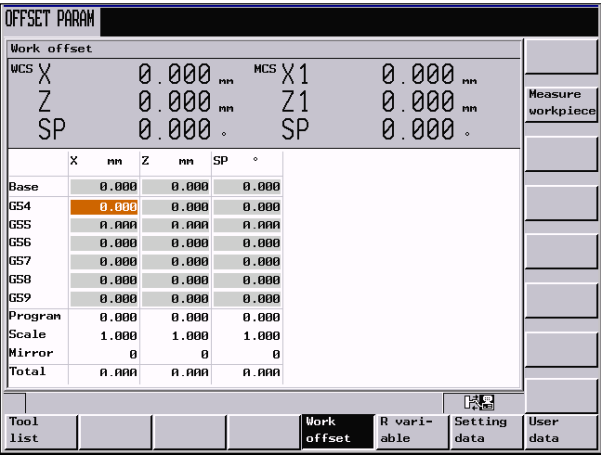 OFFSET PARAM
Work offset
WCS X 0.000 mm MCS X1 0.000 mm
Z 0.000 mm Z1 0.000 mm
SP 0.000 ° SP 0.000 °
Measure
workpiece
X mm Z mm SP °
Base 0.000 0.000 0.000
G54 0.000 0.000 0.000
G55 0.000 0.000 0.000
G56 0.000 0.000 0.000
G57 0.000 0.000 0.000
G58 0.000 0.000 0.000
G59 0.000 0.000 0.000
Program 0.000 0.000 0.000
Scale 1.000 1.000 1.000
Mirror 0 0 0
Total 0.000 0.000 0.000
Tool
list
Work
offset
R vari-
able
Setting
data
User
data